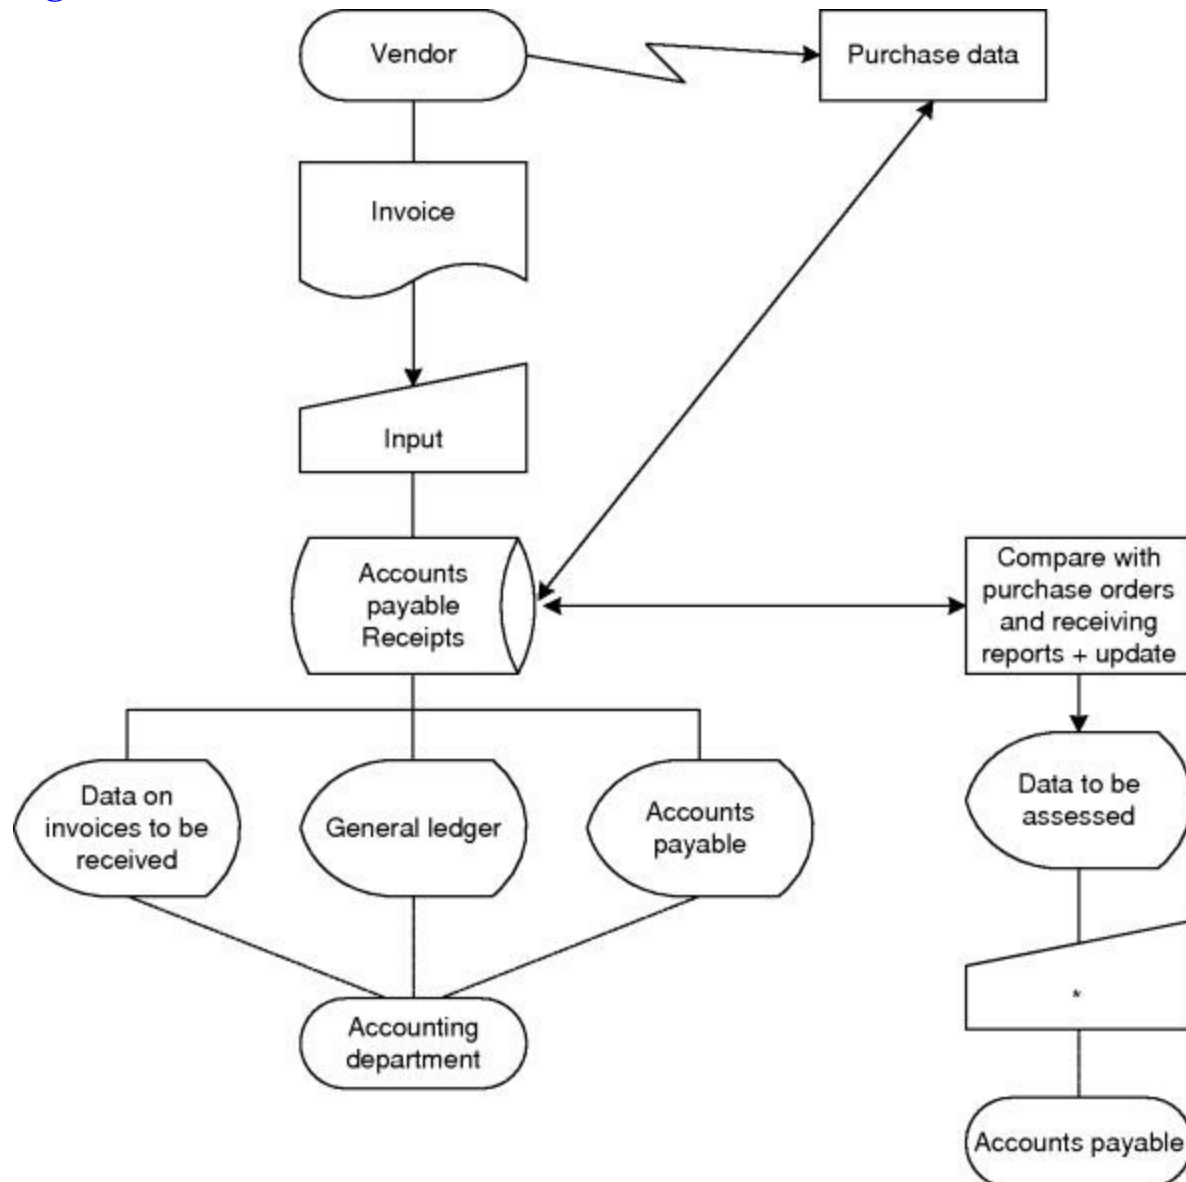 Vendor
Purchase data
Invoice
Input
Accounts
payable
Receipts
Compare with
purchase orders
and receiving
reports + update
Data on
invoices to be
received
General ledger
Accounts
payable
Data to be
assessed
*
Accounting
department
Accounts payable